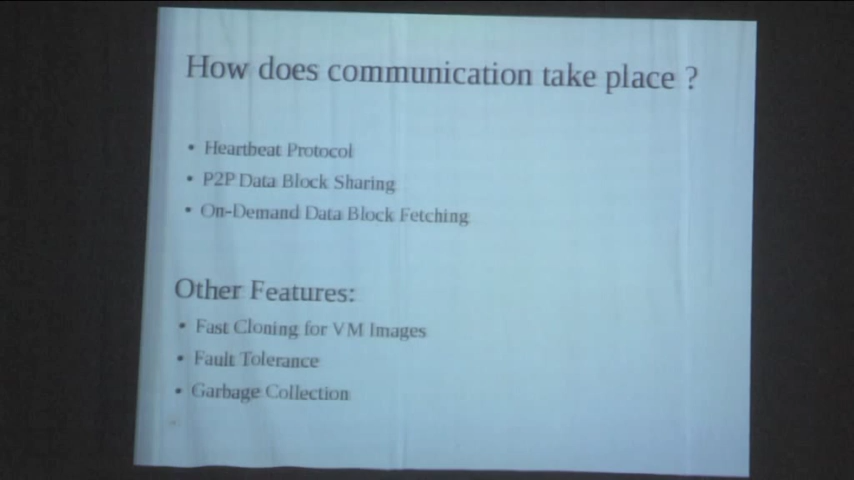 How does communication take place ?
• Heartbeat Protocol
• P2P Data Block Sharing
• On-Demand Data Block Fetching
Other Features:
• Fast Cloning for VM Images
• Fault Tolerance
• Garbage Collection